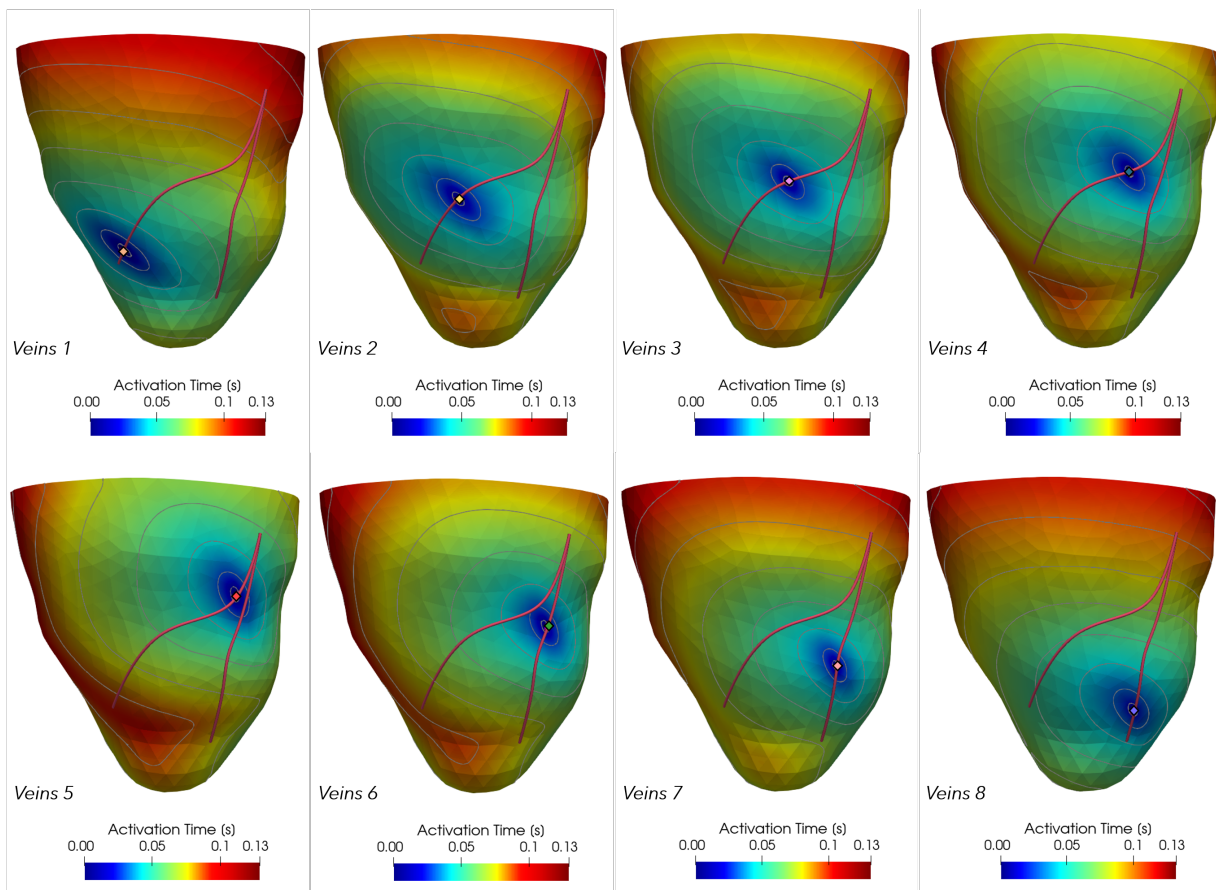 Veins 1
Veins 2
Veins 3
Veins 4
Activation Time (s)
0.00 0.05 0.1 0.13
Activation Time (s)
0.00 0.05 0.1 0.13
Activation Time (s)
0.00 0.05 0.1 0.13
Activation Time (s)
0.00 0.05 0.1 0.13
Veins 5
Veins 6
Veins 7
Veins 8
Activation Time (s)
0.00 0.05 0.1 0.13
Activation Time (s)
0.00 0.05 0.1 0.13
Activation Time (s)
0.00 0.05 0.1 0.13
Activation Time (s)
0.00 0.05 0.1 0.13